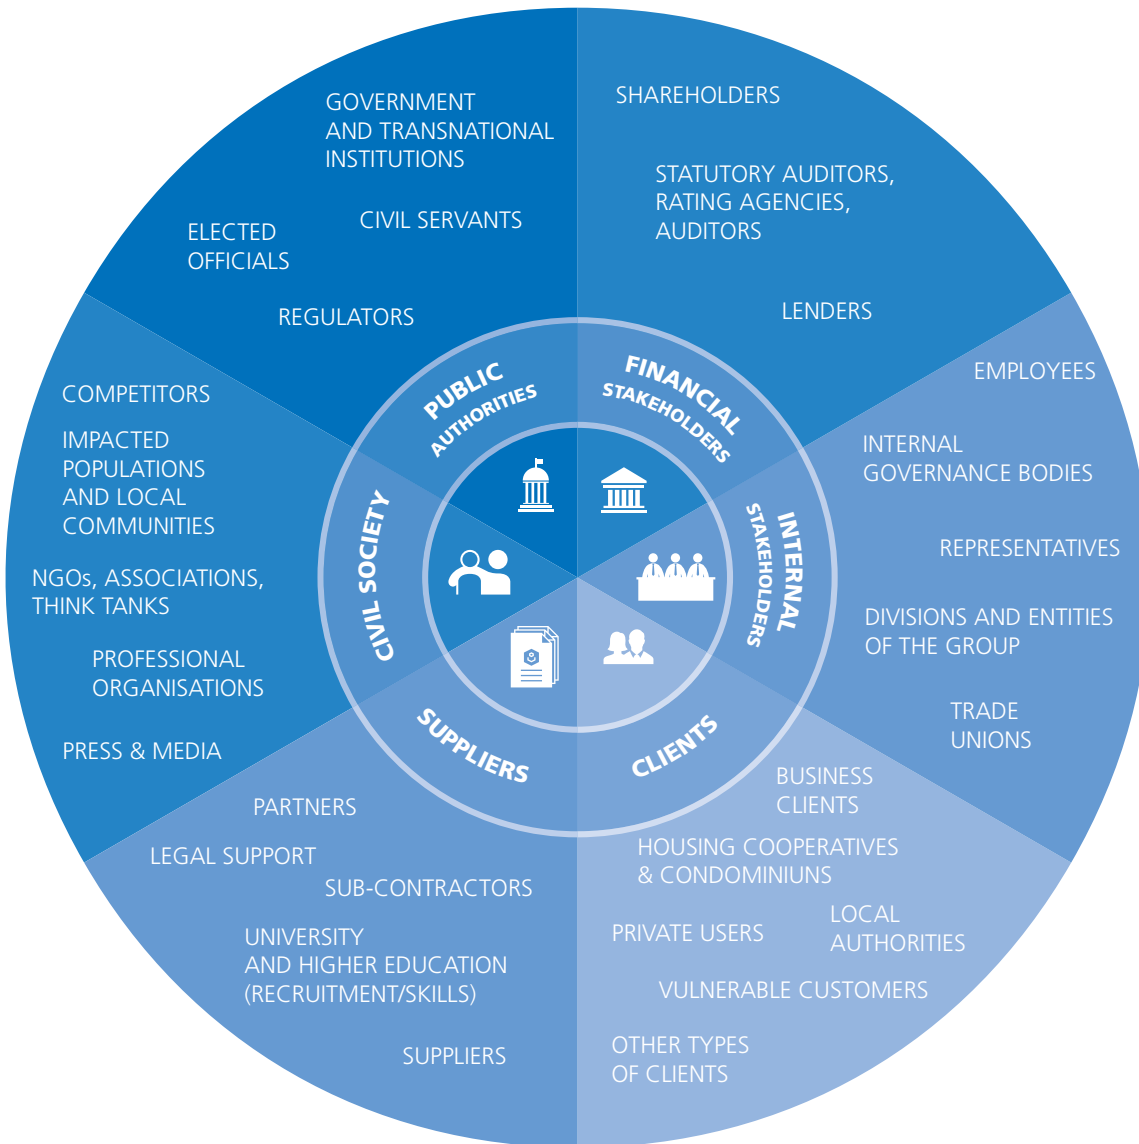 GOVERNMENT
AND TRANSNATIONAL
INSTITUTIONS
CIVIL SERVANTS
ELECTED
OFFICIALS
REGULATORS
SHAREHOLDERS
STATUTORY AUDITORS,
RATING AGENCIES,
AUDITORS
LENDERS
EMPLOYEES
INTERNAL
GOVERNANCE BODIES
REPRESENTATIVES
DIVISIONS AND ENTITIES
OF THE GROUP
TRADE
UNIONS
BUSINESS
CLIENTS
HOUSING COOPERATIVES
& CONDOMINIUNS
LOCAL
AUTHORITIES
PRIVATE USERS
VULNERABLE CUSTOMERS
OTHER TYPES
OF CLIENTS
PARTNERS
LEGAL SUPPORT
SUB-CONTRACTORS
UNIVERSITY
AND HIGHER EDUCATION
(RECRUITMENT/SKILLS)
SUPPLIERS
COMPETITORS
IMPACTED
POPULATIONS
AND LOCAL
COMMUNITIES
NGOs, ASSOCIATIONS,
THINK TANKS
PROFESSIONAL
ORGANISATIONS
PRESS & MEDIA
PUBLIC
AUTHORITIES
FINANCIAL
STAKEHOLDERS
INTERNAL
STAKEHOLDERS
CLIENTS
SUPPLIERS
CIVIL SOCIETY